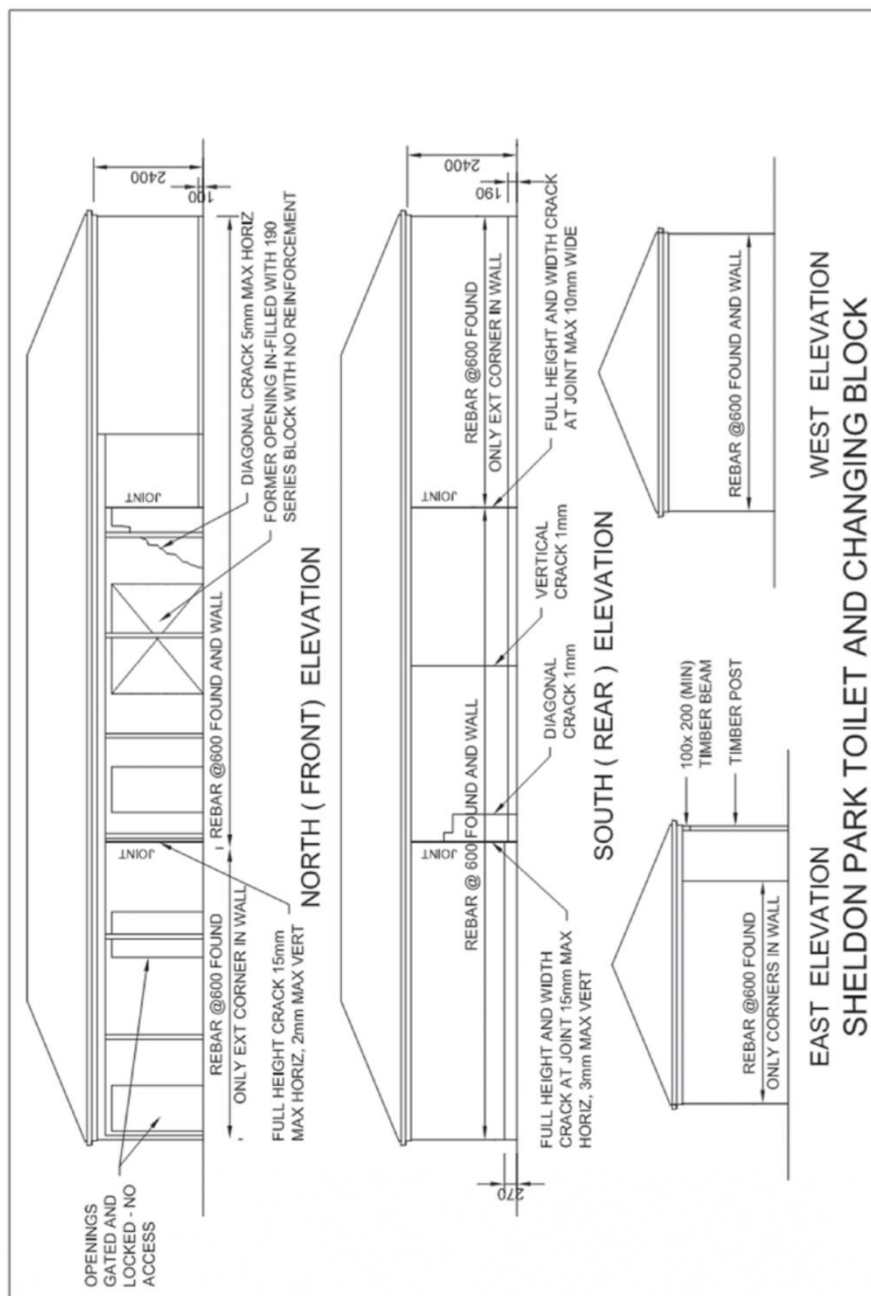 OPENINGS
GATED AND
LOCKED - NO
ACCESS
JOINT
JOINT
2400
100
REBAR @600 FOUND
ONLY EXT CORNER IN WALL
REBAR @600 FOUND AND WALL
DIAGONAL CRACK 5mm MAX HORIZ
FORMER OPENING IN-FILLED WITH 190
SERIES BLOCK WITH NO REINFORCEMENT
FULL HEIGHT CRACK 15mm
MAX HORIZ, 2mm MAX VERT
NORTH ( FRONT) ELEVATION
2400
190
270
JOINT
JOINT
REBAR @ 600 FOUND AND WALL
REBAR @600 FOUND
ONLY EXT CORNER IN WALL
FULL HEIGHT AND WIDTH
CRACK AT JOINT 15mm MAX
HORIZ, 3mm MAX VERT
DIAGONAL
CRACK 1mm
VERTICAL
CRACK 1mm
FULL HEIGHT AND WIDTH CRACK
AT JOINT MAX 10mm WIDE
SOUTH ( REAR ) ELEVATION
REBAR @600 FOUND
ONLY CORNERS IN WALL
100x 200 (MIN)
TIMBER BEAM
TIMBER POST
REBAR @600 FOUND AND WALL
EAST ELEVATION
WEST ELEVATION
SHELDON PARK TOILET AND CHANGING BLOCK